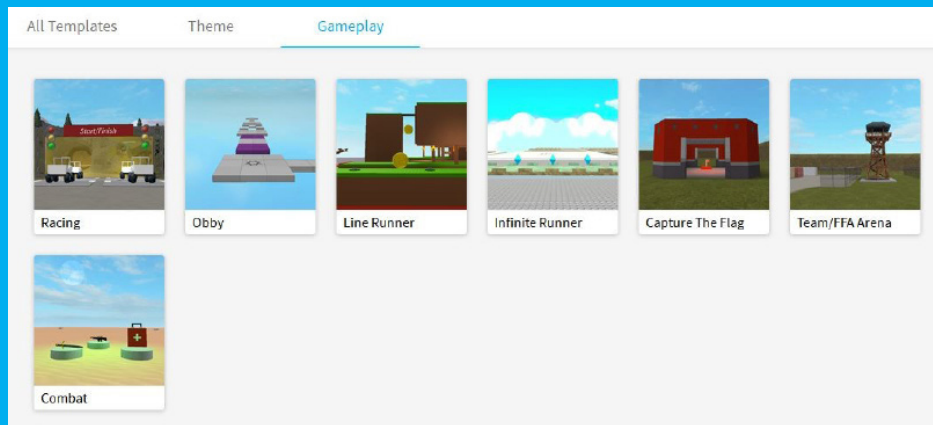 All Templates Theme Gameplay
Start/Finish
Racing Obby Line Runner Infinite Runner Capture The Flag Team/FFA Arena
Combat